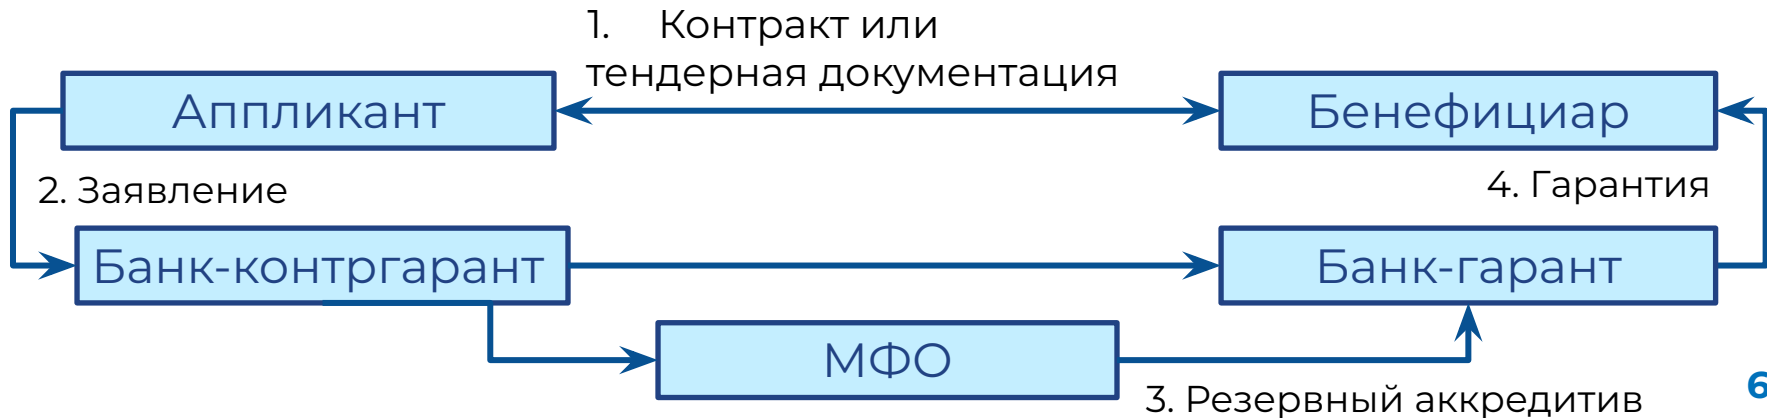 1. Контракт или
тендерная документация
Аппликант
Бенефициар
2. Заявление
4. Гарантия
Банк-контргарант
Банк-гарант
МФО
3. Резервный аккредитив
6